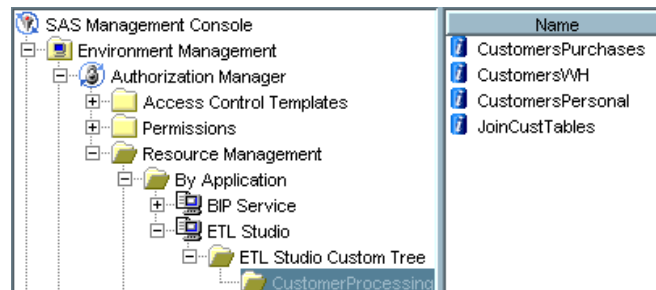 SAS Management Console
Environment Management
Authorization Manager
Access Control Templates
Permissions
Resource Management
By Application
BIP Service
ETL Studio
ETL Studio Custom Tree
CustomerProcessing
Name
CustomersPurchases
CustomersWH
CustomersPersonal
JoinCustTables